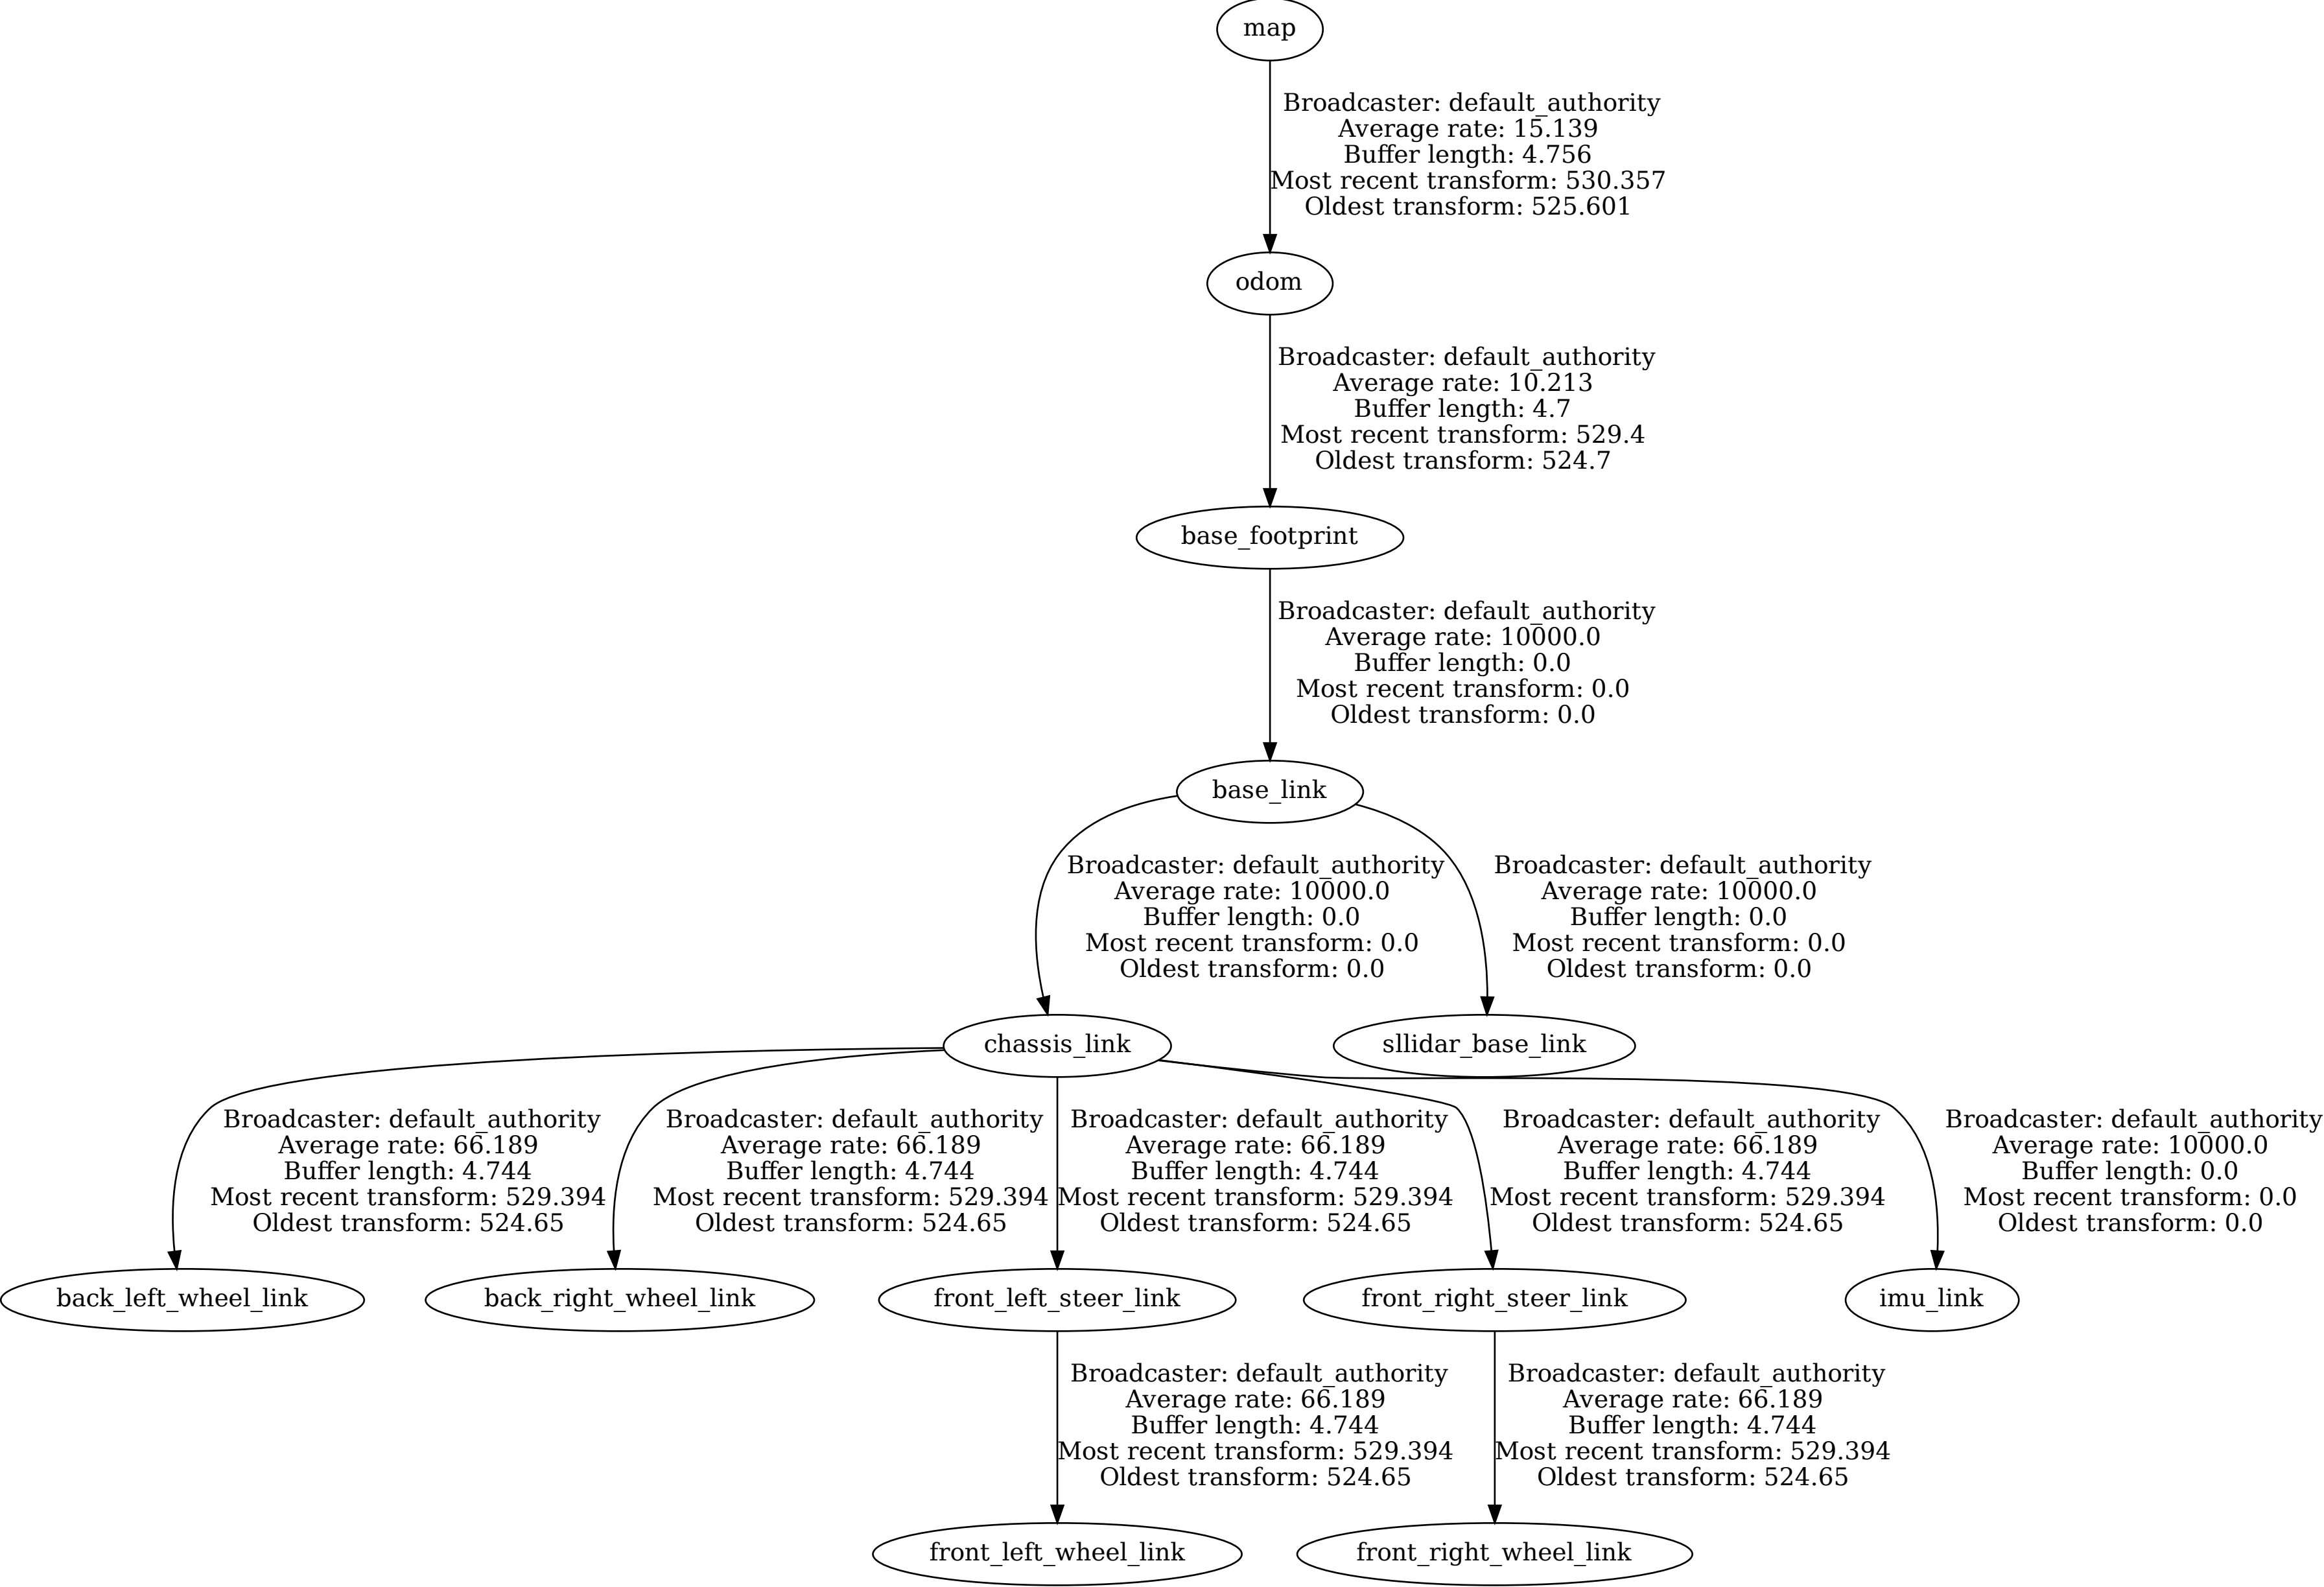 map
Broadcaster: default_authority
Average rate: 15.139
Buffer length: 4.756
Most recent transform: 530.357
Oldest transform: 525.601
odom
Broadcaster: default_authority
Average rate: 10.213
Buffer length: 4.7
Most recent transform: 529.4
Oldest transform: 524.7
base_footprint
Broadcaster: default_authority
Average rate: 10000.0
Buffer length: 0.0
Most recent transform: 0.0
Oldest transform: 0.0
base_link
Broadcaster: default_authority
Average rate: 10000.0
Buffer length: 0.0
Most recent transform: 0.0
Oldest transform: 0.0
Broadcaster: default_authority
Average rate: 10000.0
Buffer length: 0.0
Most recent transform: 0.0
Oldest transform: 0.0
chassis_link
sllidar_base_link
Broadcaster: default_authority
Average rate: 66.189
Buffer length: 4.744
Most recent transform: 529.394
Oldest transform: 524.65
Broadcaster: default_authority
Average rate: 66.189
Buffer length: 4.744
Most recent transform: 529.394
Oldest transform: 524.65
Broadcaster: default_authority
Average rate: 66.189
Buffer length: 4.744
Most recent transform: 529.394
Oldest transform: 524.65
Broadcaster: default_authority
Average rate: 66.189
Buffer length: 4.744
Most recent transform: 529.394
Oldest transform: 524.65
Broadcaster: default_authority
Average rate: 10000.0
Buffer length: 0.0
Most recent transform: 0.0
Oldest transform: 0.0
back_left_wheel_link
back_right_wheel_link
front_left_steer_link
front_right_steer_link
imu_link
Broadcaster: default_authority
Average rate: 66.189
Buffer length: 4.744
Most recent transform: 529.394
Oldest transform: 524.65
Broadcaster: default_authority
Average rate: 66.189
Buffer length: 4.744
Most recent transform: 529.394
Oldest transform: 524.65
front_left_wheel_link
front_right_wheel_link